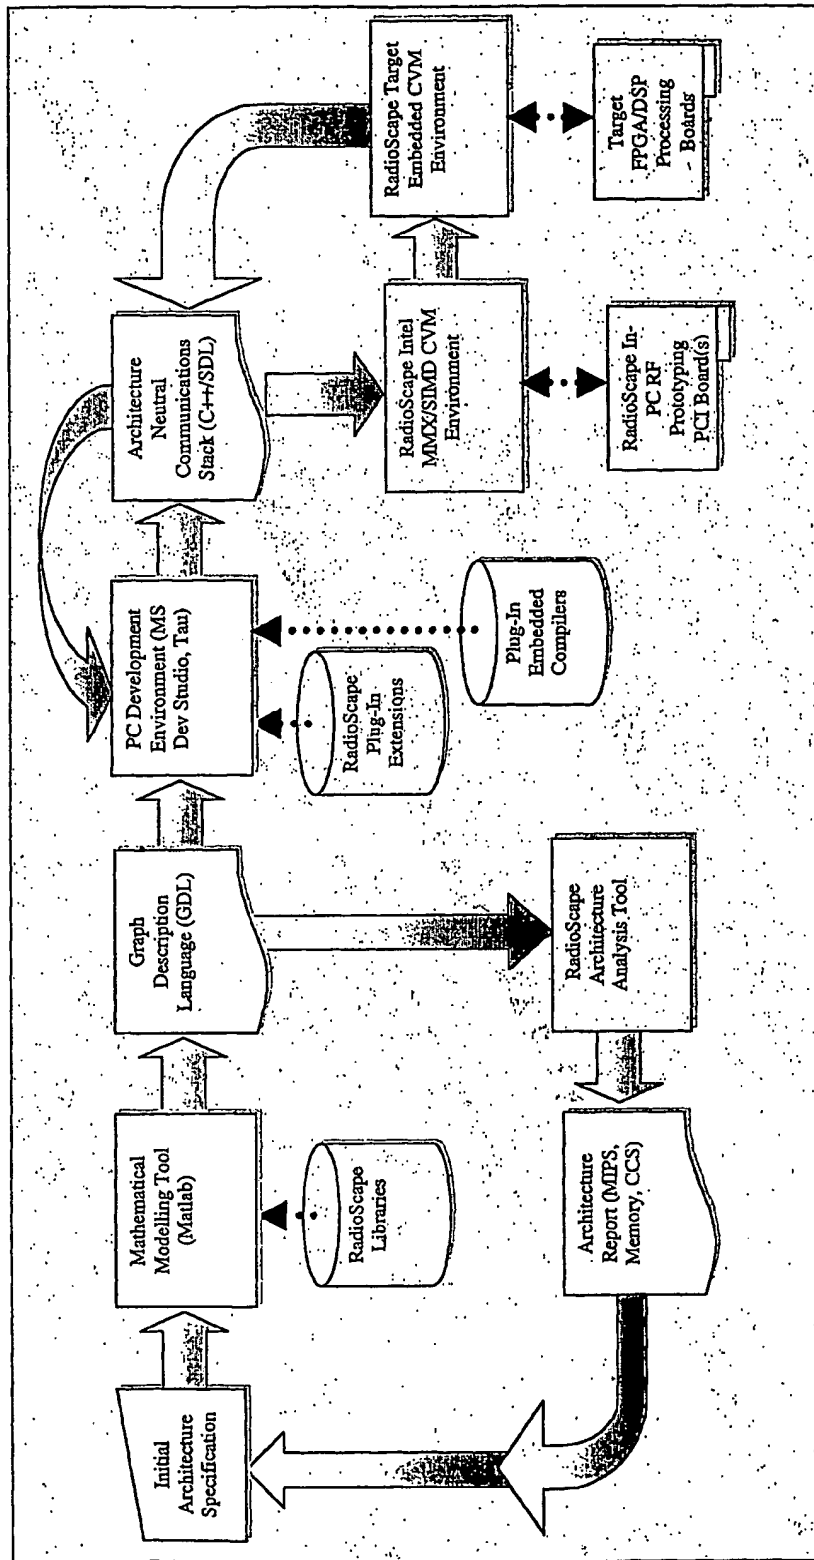 Initial
Architecture
Specification
Mathematical
Modelling Tool
(Matlab)
Graph
Description
Language (GDL)
PC Development
Environment (MS
Dev Studio, Tau)
Architecture
Neutral
Communications
Stack (C++/SDL)
RadioScape
Libraries
RadioScape
Plug-In
Extensions
Plug-In
Embedded
Compilers
RadioScape Intel
MMX/SIMD CVM
Environment
RadioScape Target
Embedded CVM
Environment
Architecture
Report (MIPS,
Memory, CCS)
RadioScape
Architecture
Analysis Tool
RadioScape In-
PC RF
Prototyping
PCI Board(s)
Target
FPGA/DSP
Processing
Boards